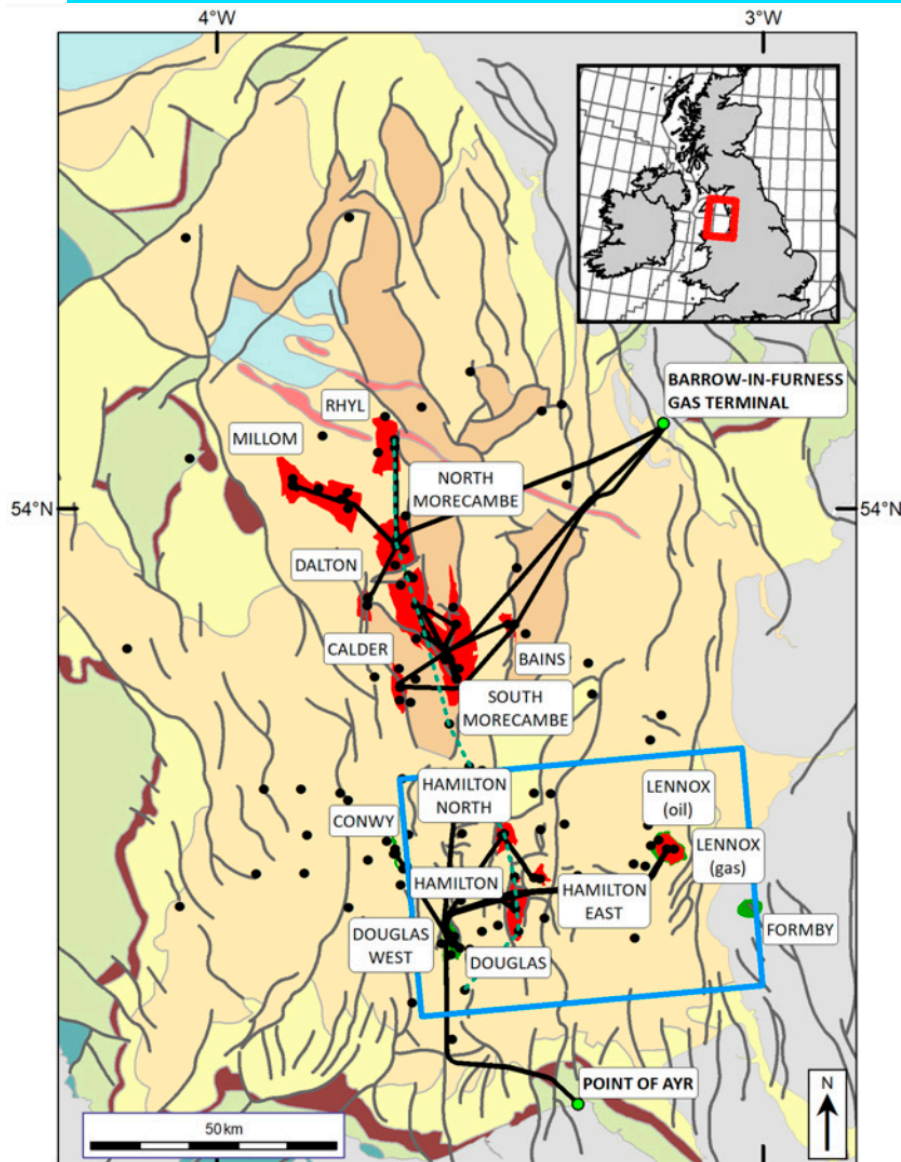 4°W
3°W
BARROW-IN-FURNESS
GAS TERMINAL
RHYL
MILLOM
NORTH
MORECAMBE
54°N
54°N
DALTON
CALDER
BAINS
SOUTH
MORECAMBE
HAMILTON
NORTH
LENNOX
(oil)
CONWY
LENNOX
(gas)
HAMILTON
HAMILTON
EAST
FORMBY
DOUGLAS
WEST
DOUGLAS
POINT OF AYR
N
50km